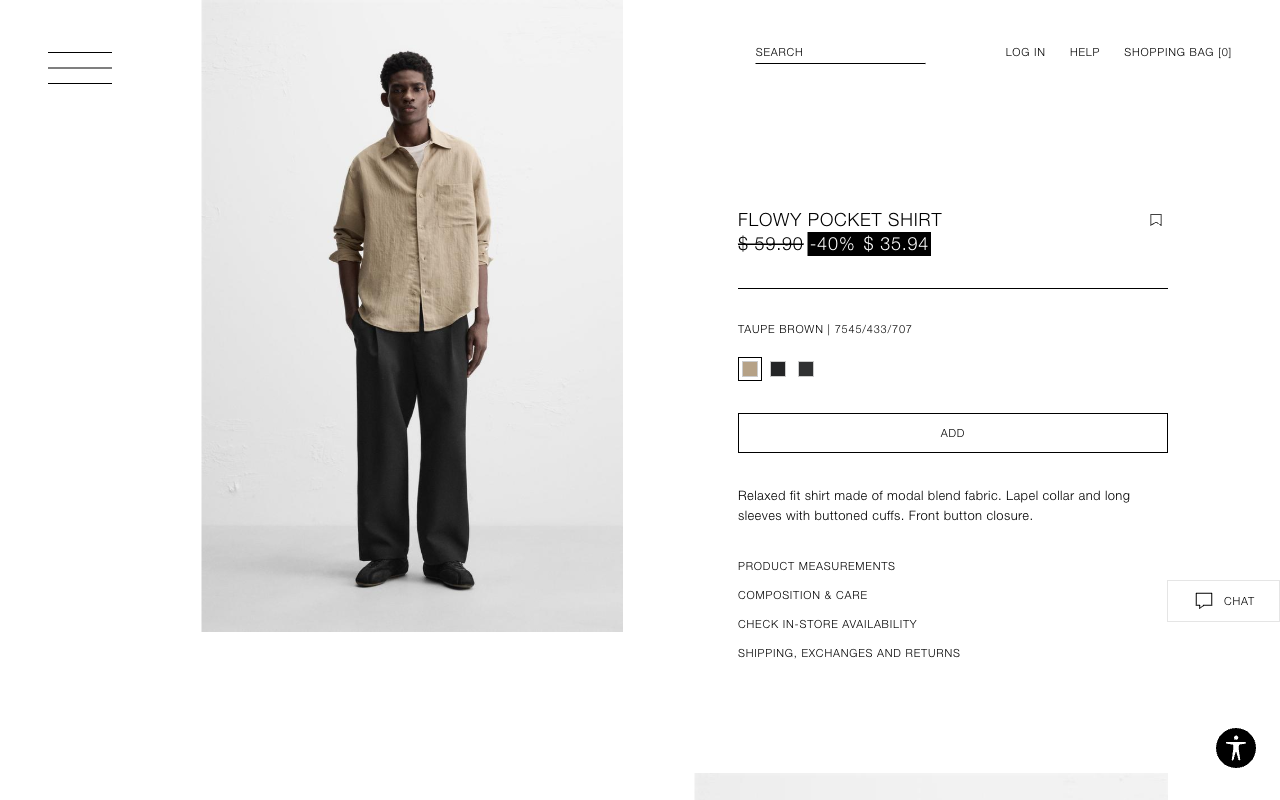 SEARCH
LOG IN
HELP
SHOPPING BAG [0]
FLOWY POCKET SHIRT
$ 59.90 -40% $ 35.94
TAUPE BROWN | 7545/433/707
ADD
Relaxed fit shirt made of modal blend fabric. Lapel collar and long
sleeves with buttoned cuffs. Front button closure.
PRODUCT MEASUREMENTS
COMPOSITION & CARE
CHECK IN-STORE AVAILABILITY
SHIPPING, EXCHANGES AND RETURNS
CHAT